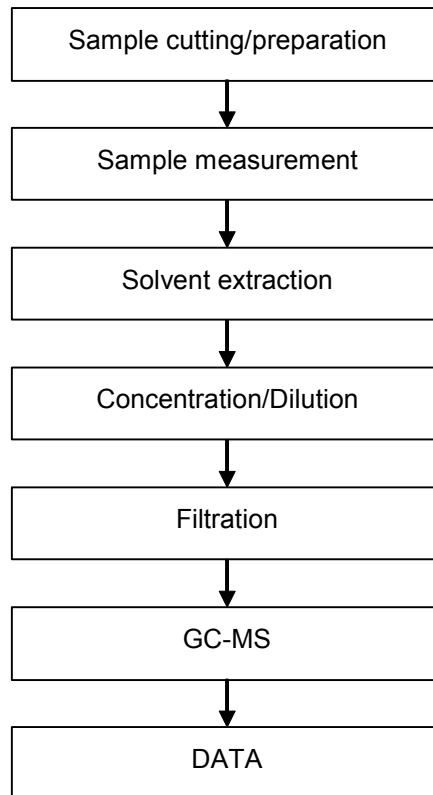 Sample cutting/preparation
Sample measurement
Solvent extraction
Concentration/Dilution
Filtration
GC-MS
DATA